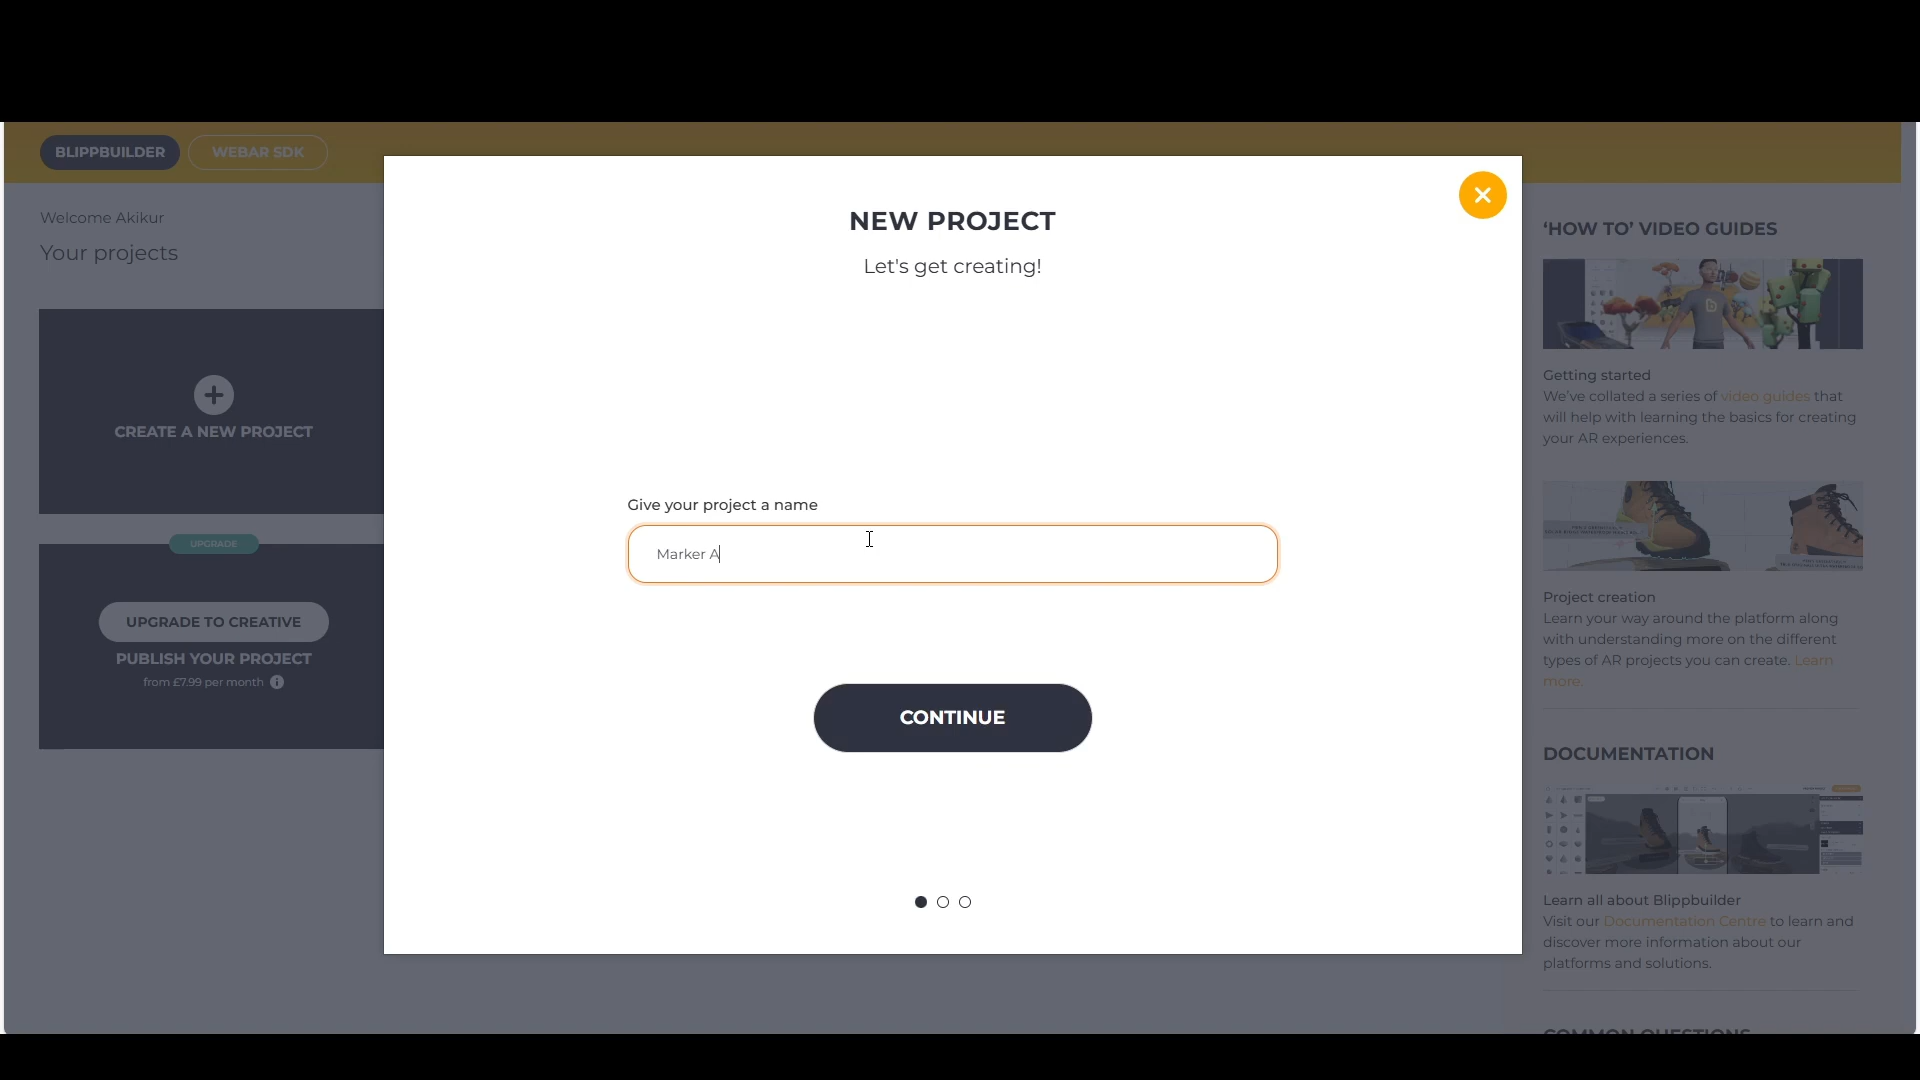 BLIPPBUILDER
WEBAR SDK
Welcome Akikur
Your projects
CREATE A NEW PROJECT
UPGRADE
UPGRADE TO CREATIVE
PUBLISH YOUR PROJECT
from £7.99 per month
NEW PROJECT
Let's get creating!
Give your project a name
Marker A
CONTINUE
‘HOW TO’ VIDEO GUIDES
Getting started
We've collated a series of video guides that
will help with learning the basics for creating
your AR experiences.
Project creation
Learn your way around the platform along
with understanding more on the different
types of AR projects you can create. Learn
more.
DOCUMENTATION
Learn all about Blippbuilder
Visit our Documentation Centre to learn and
discover more information about our
platforms and solutions.
COMMON QUESTIONS